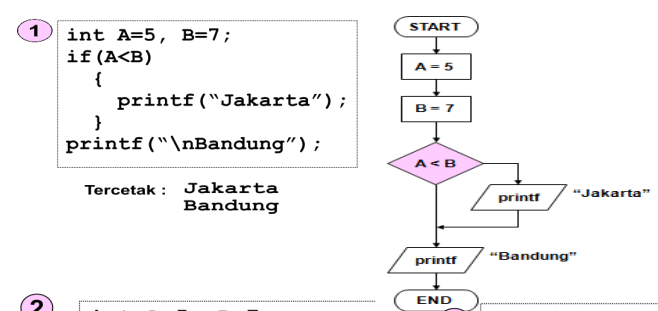 1
int A=5, B=7;
if(A<B)
{
printf(“Jakarta”);
}
printf(“\nBandung”);
Tercetak : Jakarta
Bandung
START
A = 5
B = 7
A < B
printf “Jakarta”
printf “Bandung”
END
2